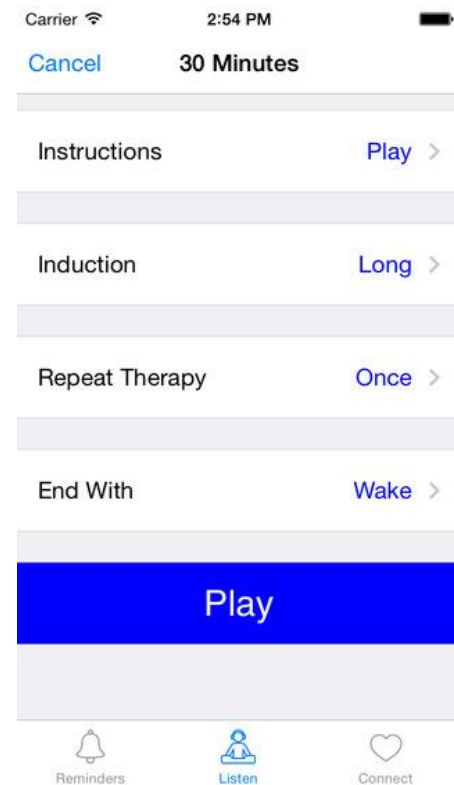 Carrier 2:54 PM
Cancel 30 Minutes
Instructions Play
Induction Long
Repeat Therapy Once
End With Wake
Play
Reminders Listen Connect